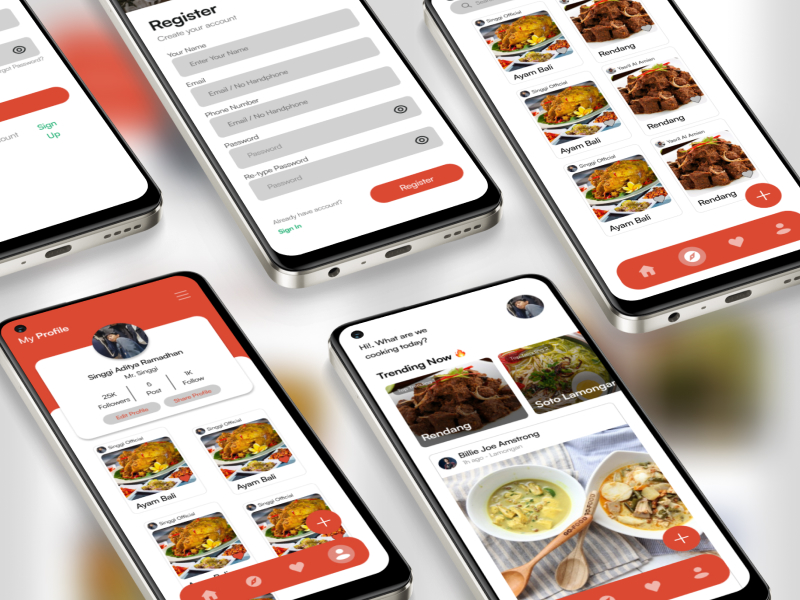 got Password?
count
Sign
Up
Register
Create your account
Your Name
Enter Your Name
Email
Email / No Handphone
Phone Number
Email / No Handphone
Password
Password
Re-type Password
Password
Register
Already have account?
Sign In
Singgi Official
Ayam Bali
Rendang
Singgi Official
Ayam Bali
Yasril Al Amien
Rendang
Singgi Official
Ayam Bali
Yasril Al Amien
Rendang
My Profile
Singgi Aditya Ramadhan
Mr. Singgi
25K
Followers
5
Post
1K
Follow
Edit Profile
Share Profile
Singgi Official
Ayam Bali
Singgi Official
Ayam Bali
Singgi Official
Singgi Official
Hi!. What are we
cooking today?
Trending Now 🔥
Rendang
Soto Lamongan
Billie Joe Amstrong
1h ago - Lamongan